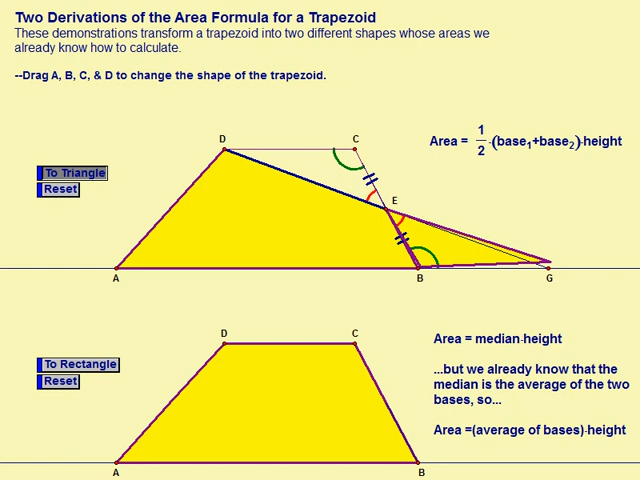 Two Derivations of the Area Formula for a Trapezoid
These demonstrations transform a trapezoid into two different shapes whose areas we
already know how to calculate.
--Drag A, B, C, & D to change the shape of the trapezoid.
D
C
Area = 1/2·(base₁+base₂)·height
To Triangle
Reset
E
A
B
G
D
C
Area = median·height
To Rectangle
Reset
...but we already know that the
median is the average of the two
bases, so...
Area =(average of bases)·height
A
B